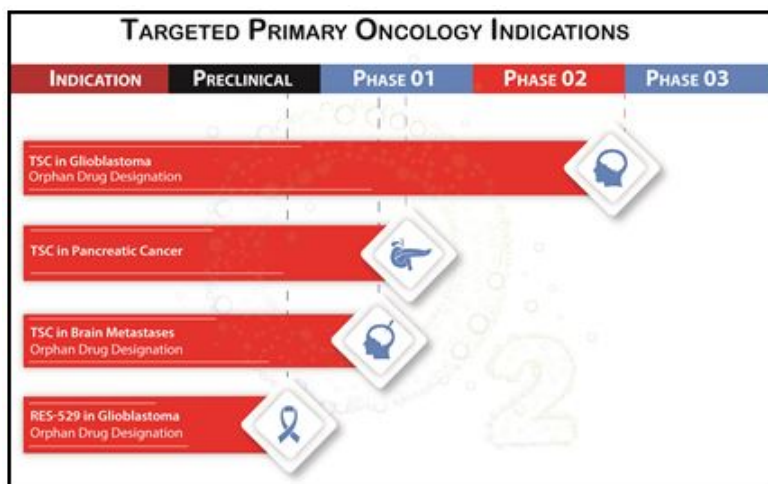 TARGETED PRIMARY ONCOLOGY INDICATIONS
INDICATION PRECLINICAL PHASE 01 PHASE 02 PHASE 03
TSC in Glioblastoma
Orphan Drug Designation
TSC in Pancreatic Cancer
TSC in Brain Metastases
Orphan Drug Designation
RES-529 in Glioblastoma
Orphan Drug Designation
2